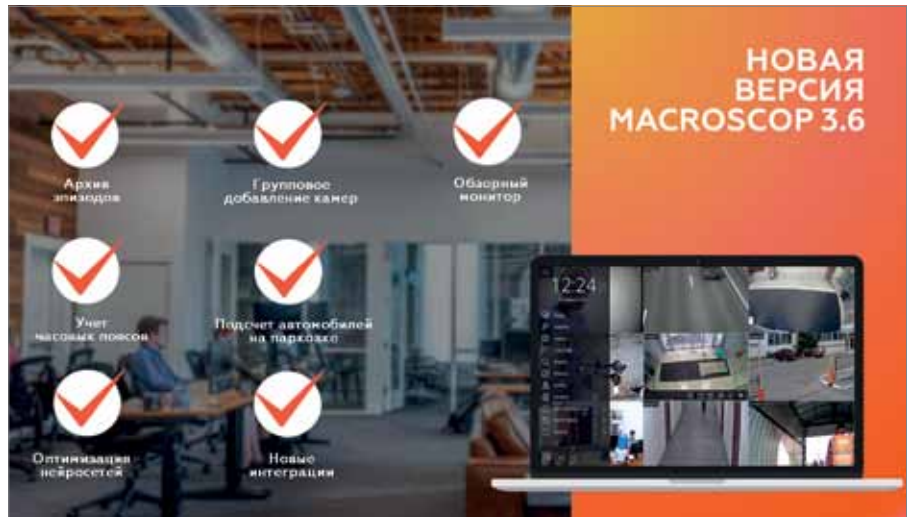 НОВАЯ
ВЕРСИЯ
MACROSCOP 3.6
Архив
эпизодов
Групповое
добавление камер
Обзорный
монитор
Учет
часовых поясов
Подсчет автомобилей
на парковке
Оптимизация
нейросетей
Новые
интеграции
12:24